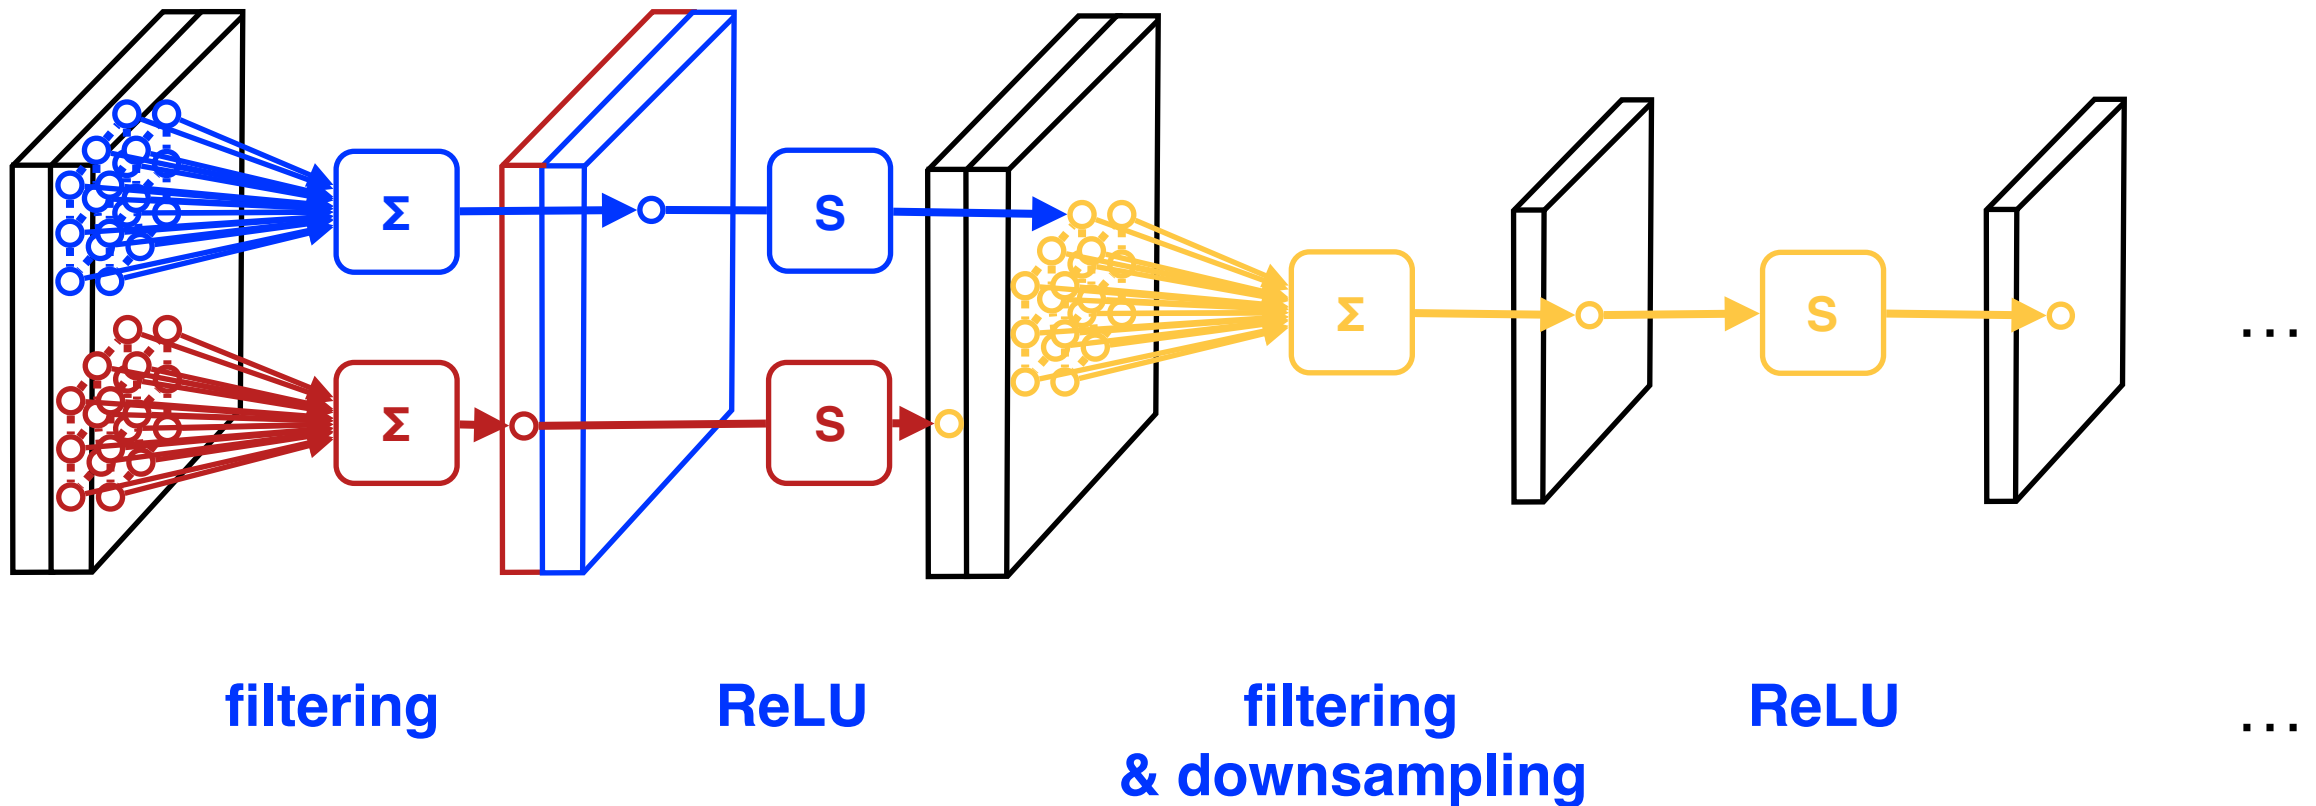 Σ
S
Σ
S
Σ
S
...
filtering
ReLU
filtering
& downsampling
ReLU
...